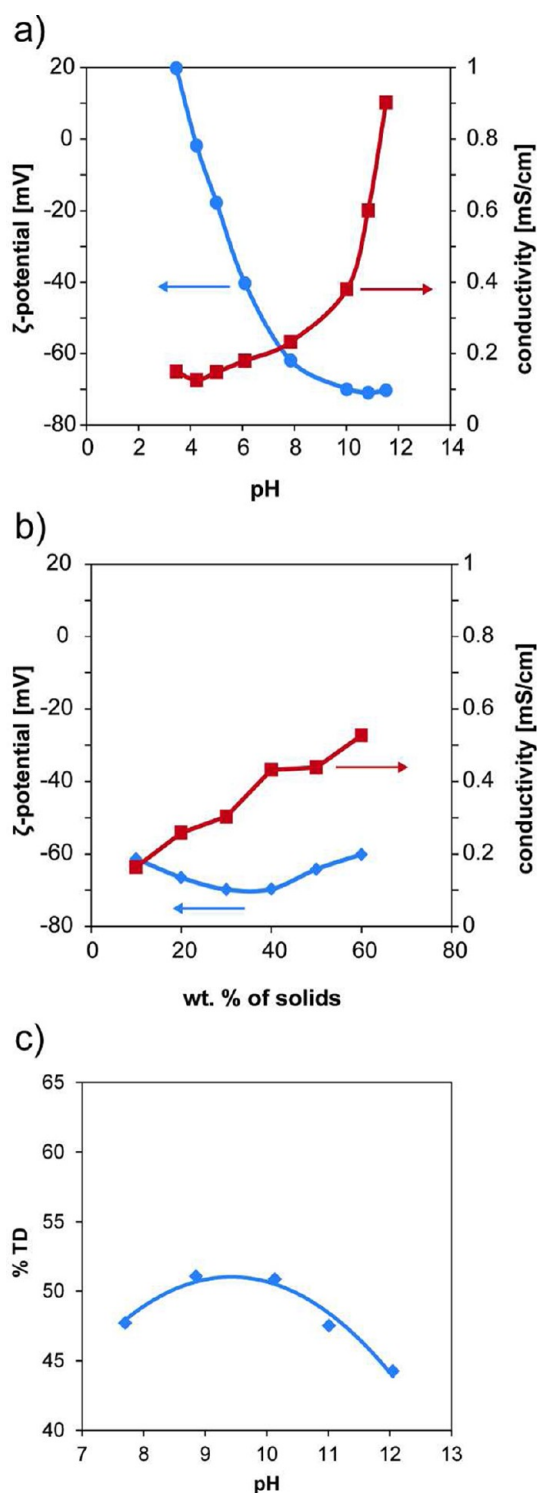 a)
20
0
-20
-40
-60
-80
ζ-potential [mV]
1
0.8
0.6
0.4
0.2
0
conductivity [mS/cm]
0 2 4 6 8 10 12 14
pH
b)
20
0
-20
-40
-60
-80
ζ-potential [mV]
1
0.8
0.6
0.4
0.2
0
conductivity [mS/cm]
0 20 40 60 80
wt. % of solids
c)
65
60
55
50
45
40
% TD
7 8 9 10 11 12 13
pH